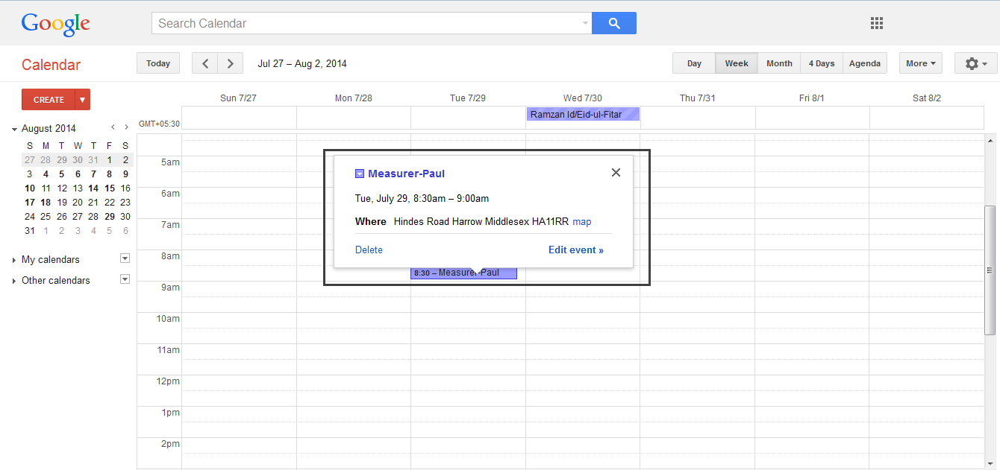 Google Search Calendar
Calendar Today Jul 27 – Aug 2, 2014 Day Week Month 4 Days Agenda More
CREATE
August 2014
S M T W T F S
27 28 29 30 31 1 2
3 4 5 6 7 8 9
10 11 12 13 14 15 16
17 18 19 20 21 22 23
24 25 26 27 28 29 30
31 1 2 3 4 5 6
My calendars
Other calendars
Sun 7/27 Mon 7/28 Tue 7/29 Wed 7/30 Thu 7/31 Fri 8/1 Sat 8/2
Ramzan Id/Eid-ul-Fitar
GMT+05:30
5am
6am
7am
8am
9am
10am
11am
12pm
1pm
2pm
Measurer-Paul
Tue, July 29, 8:30am – 9:00am
Where Hindes Road Harrow Middlesex HA11RR map
Delete Edit event »
8:30 – Measurer-Paul